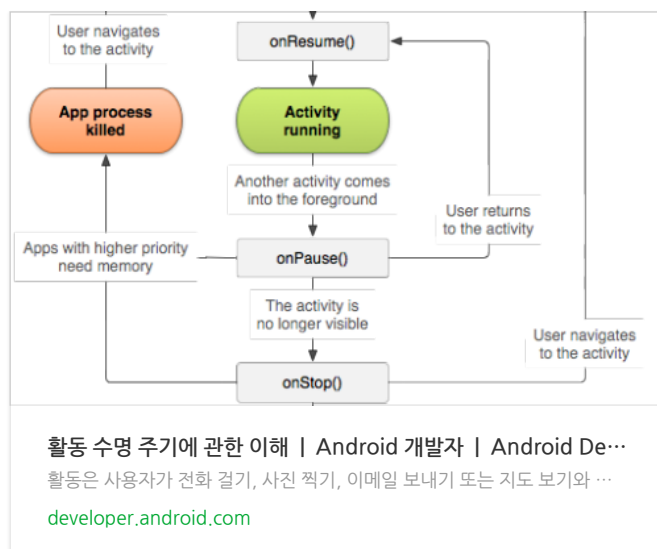 User navigates
to the activity
onResume()
App process
killed
Activity
running
Another activity comes
into the foreground
User returns
to the activity
Apps with higher priority
need memory
onPause()
The activity is
no longer visible
User navigates
to the activity
onStop()
활동 수명 주기에 관한 이해 | Android 개발자 | Android De…
활동은 사용자가 전화 걸기, 사진 찍기, 이메일 보내기 또는 지도 보기와 …
developer.android.com